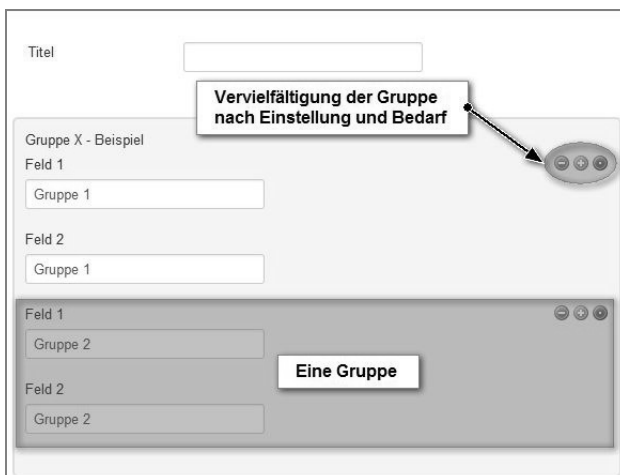 Titel
Vervielfältigung der Gruppe
nach Einstellung und Bedarf
Gruppe X - Beispiel
Feld 1
Gruppe 1
Feld 2
Gruppe 1
Feld 1
Gruppe 2
Eine Gruppe
Feld 2
Gruppe 2